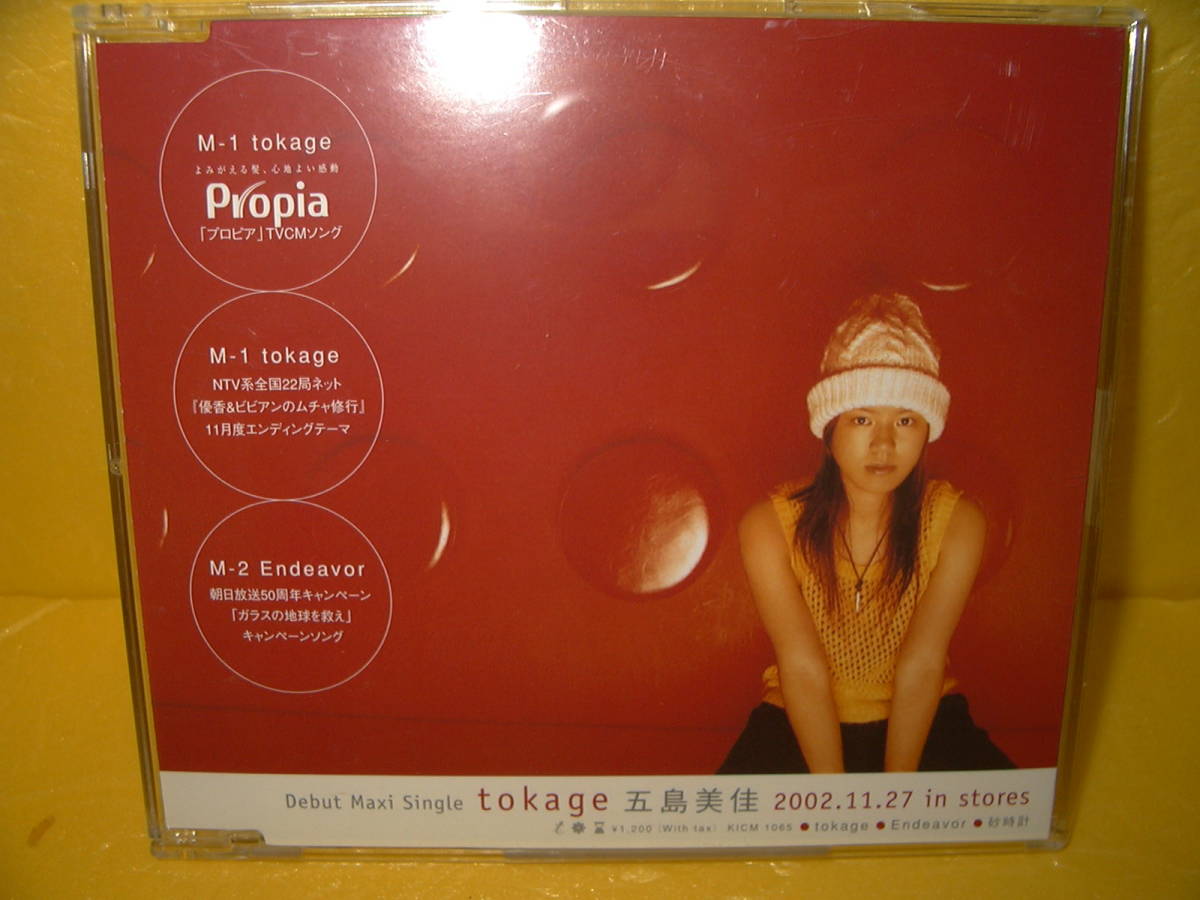 M-1 tokage
よみがえる髪、心地よい感動
Propia
「プロピア」TVCMソング
M-1 tokage
NTV系全国22局ネット
『優香&ビビアンのムチャ修行』
11月度エンディングテーマ
M-2 Endeavor
朝日放送50周年キャンペーン
「ガラスの地球を救え」
キャンペーンソング
Debut Maxi Single tokage 五島美佳 2002.11.27 in stores
¥1,200 (With tax) KICM 1065 ●tokage ●Endeavor ●砂時計